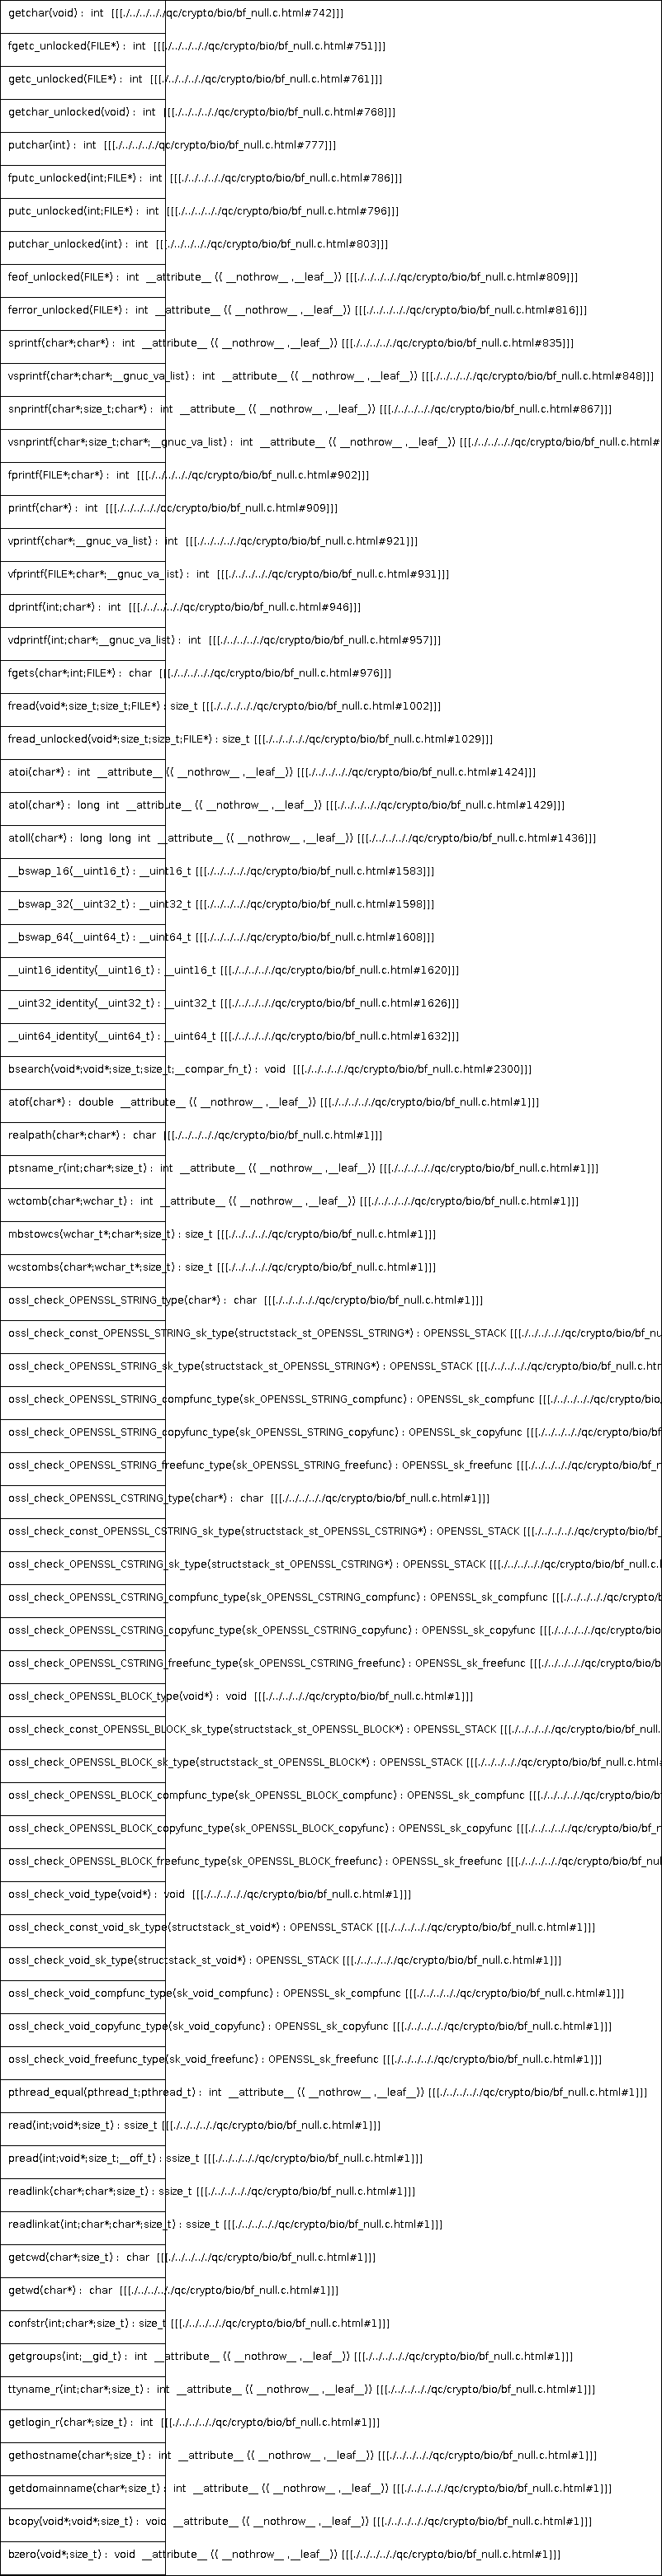 getchar(void) : int [[[./../../.././qc/crypto/bio/bf_null.c.html#742]]]
fgetc_unlocked(FILE*) : int [[[./../../.././qc/crypto/bio/bf_null.c.html#751]]]
getc_unlocked(FILE*) : int [[[./../../.././qc/crypto/bio/bf_null.c.html#761]]]
getchar_unlocked(void) : int [[[./../../.././qc/crypto/bio/bf_null.c.html#768]]]
putchar(int) : int [[[./../../.././qc/crypto/bio/bf_null.c.html#777]]]
fputc_unlocked(int;FILE*) : int [[[./../../.././qc/crypto/bio/bf_null.c.html#786]]]
putc_unlocked(int;FILE*) : int [[[./../../.././qc/crypto/bio/bf_null.c.html#796]]]
putchar_unlocked(int) : int [[[./../../.././qc/crypto/bio/bf_null.c.html#803]]]
feof_unlocked(FILE*) : int __attribute__ (( __nothrow__ ,__leaf__)) [[[./../../.././qc/crypto/bio/bf_null.c.html#809]]]
ferror_unlocked(FILE*) : int __attribute__ (( __nothrow__ ,__leaf__)) [[[./../../.././qc/crypto/bio/bf_null.c.html#816]]]
sprintf(char*;char*) : int __attribute__ (( __nothrow__ ,__leaf__)) [[[./../../.././qc/crypto/bio/bf_null.c.html#835]]]
vsprintf(char*;char*;__gnuc_va_list) : int __attribute__ (( __nothrow__ ,__leaf__)) [[[./../../.././qc/crypto/bio/bf_null.c.html#848]]]
snprintf(char*;size_t;char*) : int __attribute__ (( __nothrow__ ,__leaf__)) [[[./../../.././qc/crypto/bio/bf_null.c.html#867]]]
vsnprintf(char*;size_t;char*;__gnuc_va_list) : int __attribute__ (( __nothrow__ ,__leaf__)) [[[./../../.././qc/crypto/bio/bf_null.c.html#
fprintf(FILE*;char*) : int [[[./../../.././qc/crypto/bio/bf_null.c.html#902]]]
printf(char*) : int [[[./../../.././qc/crypto/bio/bf_null.c.html#909]]]
vprintf(char*;__gnuc_va_list) : int [[[./../../.././qc/crypto/bio/bf_null.c.html#921]]]
vfprintf(FILE*;char*;__gnuc_va_list) : int [[[./../../.././qc/crypto/bio/bf_null.c.html#931]]]
dprintf(int;char*) : int [[[./../../.././qc/crypto/bio/bf_null.c.html#946]]]
vdprintf(int;char*;__gnuc_va_list) : int [[[./../../.././qc/crypto/bio/bf_null.c.html#957]]]
fgets(char*;int;FILE*) : char [[[./../../.././qc/crypto/bio/bf_null.c.html#976]]]
fread(void*;size_t;size_t;FILE*) : size_t [[[./../../.././qc/crypto/bio/bf_null.c.html#1002]]]
fread_unlocked(void*;size_t;size_t;FILE*) : size_t [[[./../../.././qc/crypto/bio/bf_null.c.html#1029]]]
atoi(char*) : int __attribute__ (( __nothrow__ ,__leaf__)) [[[./../../.././qc/crypto/bio/bf_null.c.html#1424]]]
atol(char*) : long int __attribute__ (( __nothrow__ ,__leaf__)) [[[./../../.././qc/crypto/bio/bf_null.c.html#1429]]]
atoll(char*) : long long int __attribute__ (( __nothrow__ ,__leaf__)) [[[./../../.././qc/crypto/bio/bf_null.c.html#1436]]]
__bswap_16(__uint16_t) : __uint16_t [[[./../../.././qc/crypto/bio/bf_null.c.html#1583]]]
__bswap_32(__uint32_t) : __uint32_t [[[./../../.././qc/crypto/bio/bf_null.c.html#1598]]]
__bswap_64(__uint64_t) : __uint64_t [[[./../../.././qc/crypto/bio/bf_null.c.html#1608]]]
__uint16_identity(__uint16_t) : __uint16_t [[[./../../.././qc/crypto/bio/bf_null.c.html#1620]]]
__uint32_identity(__uint32_t) : __uint32_t [[[./../../.././qc/crypto/bio/bf_null.c.html#1626]]]
__uint64_identity(__uint64_t) : __uint64_t [[[./../../.././qc/crypto/bio/bf_null.c.html#1632]]]
bsearch(void*;void*;size_t;size_t;__compar_fn_t) : void [[[./../../.././qc/crypto/bio/bf_null.c.html#2300]]]
atof(char*) : double __attribute__ (( __nothrow__ ,__leaf__)) [[[./../../.././qc/crypto/bio/bf_null.c.html#1]]]
realpath(char*;char*) : char [[[./../../.././qc/crypto/bio/bf_null.c.html#1]]]
ptsname_r(int;char*;size_t) : int __attribute__ (( __nothrow__ ,__leaf__)) [[[./../../.././qc/crypto/bio/bf_null.c.html#1]]]
wctomb(char*;wchar_t) : int __attribute__ (( __nothrow__ ,__leaf__)) [[[./../../.././qc/crypto/bio/bf_null.c.html#1]]]
mbstowcs(wchar_t*;char*;size_t) : size_t [[[./../../.././qc/crypto/bio/bf_null.c.html#1]]]
wcstombs(char*;wchar_t*;size_t) : size_t [[[./../../.././qc/crypto/bio/bf_null.c.html#1]]]
ossl_check_OPENSSL_STRING_type(char*) : char [[[./../../.././qc/crypto/bio/bf_null.c.html#1]]]
ossl_check_const_OPENSSL_STRING_sk_type(structstack_st_OPENSSL_STRING*) : OPENSSL_STACK [[[./../../.././qc/crypto/bio/bf_nu
ossl_check_OPENSSL_STRING_sk_type(structstack_st_OPENSSL_STRING*) : OPENSSL_STACK [[[./../../.././qc/crypto/bio/bf_null.c.htm
ossl_check_OPENSSL_STRING_compfunc_type(sk_OPENSSL_STRING_compfunc) : OPENSSL_sk_compfunc [[[./../../.././qc/crypto/bio,
ossl_check_OPENSSL_STRING_copyfunc_type(sk_OPENSSL_STRING_copyfunc) : OPENSSL_sk_copyfunc [[[./../../.././qc/crypto/bio/bf
ossl_check_OPENSSL_STRING_freefunc_type(sk_OPENSSL_STRING_freefunc) : OPENSSL_sk_freefunc [[[./../../.././qc/crypto/bio/bf_n
ossl_check_OPENSSL_CSTRING_type(char*) : char [[[./../../.././qc/crypto/bio/bf_null.c.html#1]]]
ossl_check_const_OPENSSL_CSTRING_sk_type(structstack_st_OPENSSL_CSTRING*) : OPENSSL_STACK [[[./../../.././qc/crypto/bio/bf_
ossl_check_OPENSSL_CSTRING_sk_type(structstack_st_OPENSSL_CSTRING*) : OPENSSL_STACK [[[./../../.././qc/crypto/bio/bf_null.c.l
ossl_check_OPENSSL_CSTRING_compfunc_type(sk_OPENSSL_CSTRING_compfunc) : OPENSSL_sk_compfunc [[[./../../.././qc/crypto/b
ossl_check_OPENSSL_CSTRING_copyfunc_type(sk_OPENSSL_CSTRING_copyfunc) : OPENSSL_sk_copyfunc [[[./../../.././qc/crypto/bio
ossl_check_OPENSSL_CSTRING_freefunc_type(sk_OPENSSL_CSTRING_freefunc) : OPENSSL_sk_freefunc [[[./../../.././qc/crypto/bio/b
ossl_check_OPENSSL_BLOCK_type(void*) : void [[[./../../.././qc/crypto/bio/bf_null.c.html#1]]]
ossl_check_const_OPENSSL_BLOCK_sk_type(structstack_st_OPENSSL_BLOCK*) : OPENSSL_STACK [[[./../../.././qc/crypto/bio/bf_null.
ossl_check_OPENSSL_BLOCK_sk_type(structstack_st_OPENSSL_BLOCK*) : OPENSSL_STACK [[[./../../.././qc/crypto/bio/bf_null.c.html#
ossl_check_OPENSSL_BLOCK_compfunc_type(sk_OPENSSL_BLOCK_compfunc) : OPENSSL_sk_compfunc [[[./../../.././qc/crypto/bio/b
ossl_check_OPENSSL_BLOCK_copyfunc_type(sk_OPENSSL_BLOCK_copyfunc) : OPENSSL_sk_copyfunc [[[./../../.././qc/crypto/bio/bf_n
ossl_check_OPENSSL_BLOCK_freefunc_type(sk_OPENSSL_BLOCK_freefunc) : OPENSSL_sk_freefunc [[[./../../.././qc/crypto/bio/bf_nul
ossl_check_void_type(void*) : void [[[./../../.././qc/crypto/bio/bf_null.c.html#1]]]
ossl_check_const_void_sk_type(structstack_st_void*) : OPENSSL_STACK [[[./../../.././qc/crypto/bio/bf_null.c.html#1]]]
ossl_check_void_sk_type(structstack_st_void*) : OPENSSL_STACK [[[./../../.././qc/crypto/bio/bf_null.c.html#1]]]
ossl_check_void_compfunc_type(sk_void_compfunc) : OPENSSL_sk_compfunc [[[./../../.././qc/crypto/bio/bf_null.c.html#1]]]
ossl_check_void_copyfunc_type(sk_void_copyfunc) : OPENSSL_sk_copyfunc [[[./../../.././qc/crypto/bio/bf_null.c.html#1]]]
ossl_check_void_freefunc_type(sk_void_freefunc) : OPENSSL_sk_freefunc [[[./../../.././qc/crypto/bio/bf_null.c.html#1]]]
pthread_equal(pthread_t;pthread_t) : int __attribute__ (( __nothrow__ ,__leaf__)) [[[./../../.././qc/crypto/bio/bf_null.c.html#1]]]
read(int;void*;size_t) : ssize_t [[[./../../.././qc/crypto/bio/bf_null.c.html#1]]]
pread(int;void*;size_t;__off_t) : ssize_t [[[./../../.././qc/crypto/bio/bf_null.c.html#1]]]
readlink(char*;char*;size_t) : ssize_t [[[./../../.././qc/crypto/bio/bf_null.c.html#1]]]
readlinkat(int;char*;char*;size_t) : ssize_t [[[./../../.././qc/crypto/bio/bf_null.c.html#1]]]
getcwd(char*;size_t) : char [[[./../../.././qc/crypto/bio/bf_null.c.html#1]]]
getwd(char*) : char [[[./../../.././qc/crypto/bio/bf_null.c.html#1]]]
confstr(int;char*;size_t) : size_t [[[./../../.././qc/crypto/bio/bf_null.c.html#1]]]
getgroups(int;__gid_t) : int __attribute__ (( __nothrow__ ,__leaf__)) [[[./../../.././qc/crypto/bio/bf_null.c.html#1]]]
ttyname_r(int;char*;size_t) : int __attribute__ (( __nothrow__ ,__leaf__)) [[[./../../.././qc/crypto/bio/bf_null.c.html#1]]]
getlogin_r(char*;size_t) : int [[[./../../.././qc/crypto/bio/bf_null.c.html#1]]]
gethostname(char*;size_t) : int __attribute__ (( __nothrow__ ,__leaf__)) [[[./../../.././qc/crypto/bio/bf_null.c.html#1]]]
getdomainname(char*;size_t) : int __attribute__ (( __nothrow__ ,__leaf__)) [[[./../../.././qc/crypto/bio/bf_null.c.html#1]]]
bcopy(void*;void*;size_t) : void __attribute__ (( __nothrow__ ,__leaf__)) [[[./../../.././qc/crypto/bio/bf_null.c.html#1]]]
bzero(void*;size_t) : void __attribute__ (( __nothrow__ ,__leaf__)) [[[./../../.././qc/crypto/bio/bf_null.c.html#1]]]